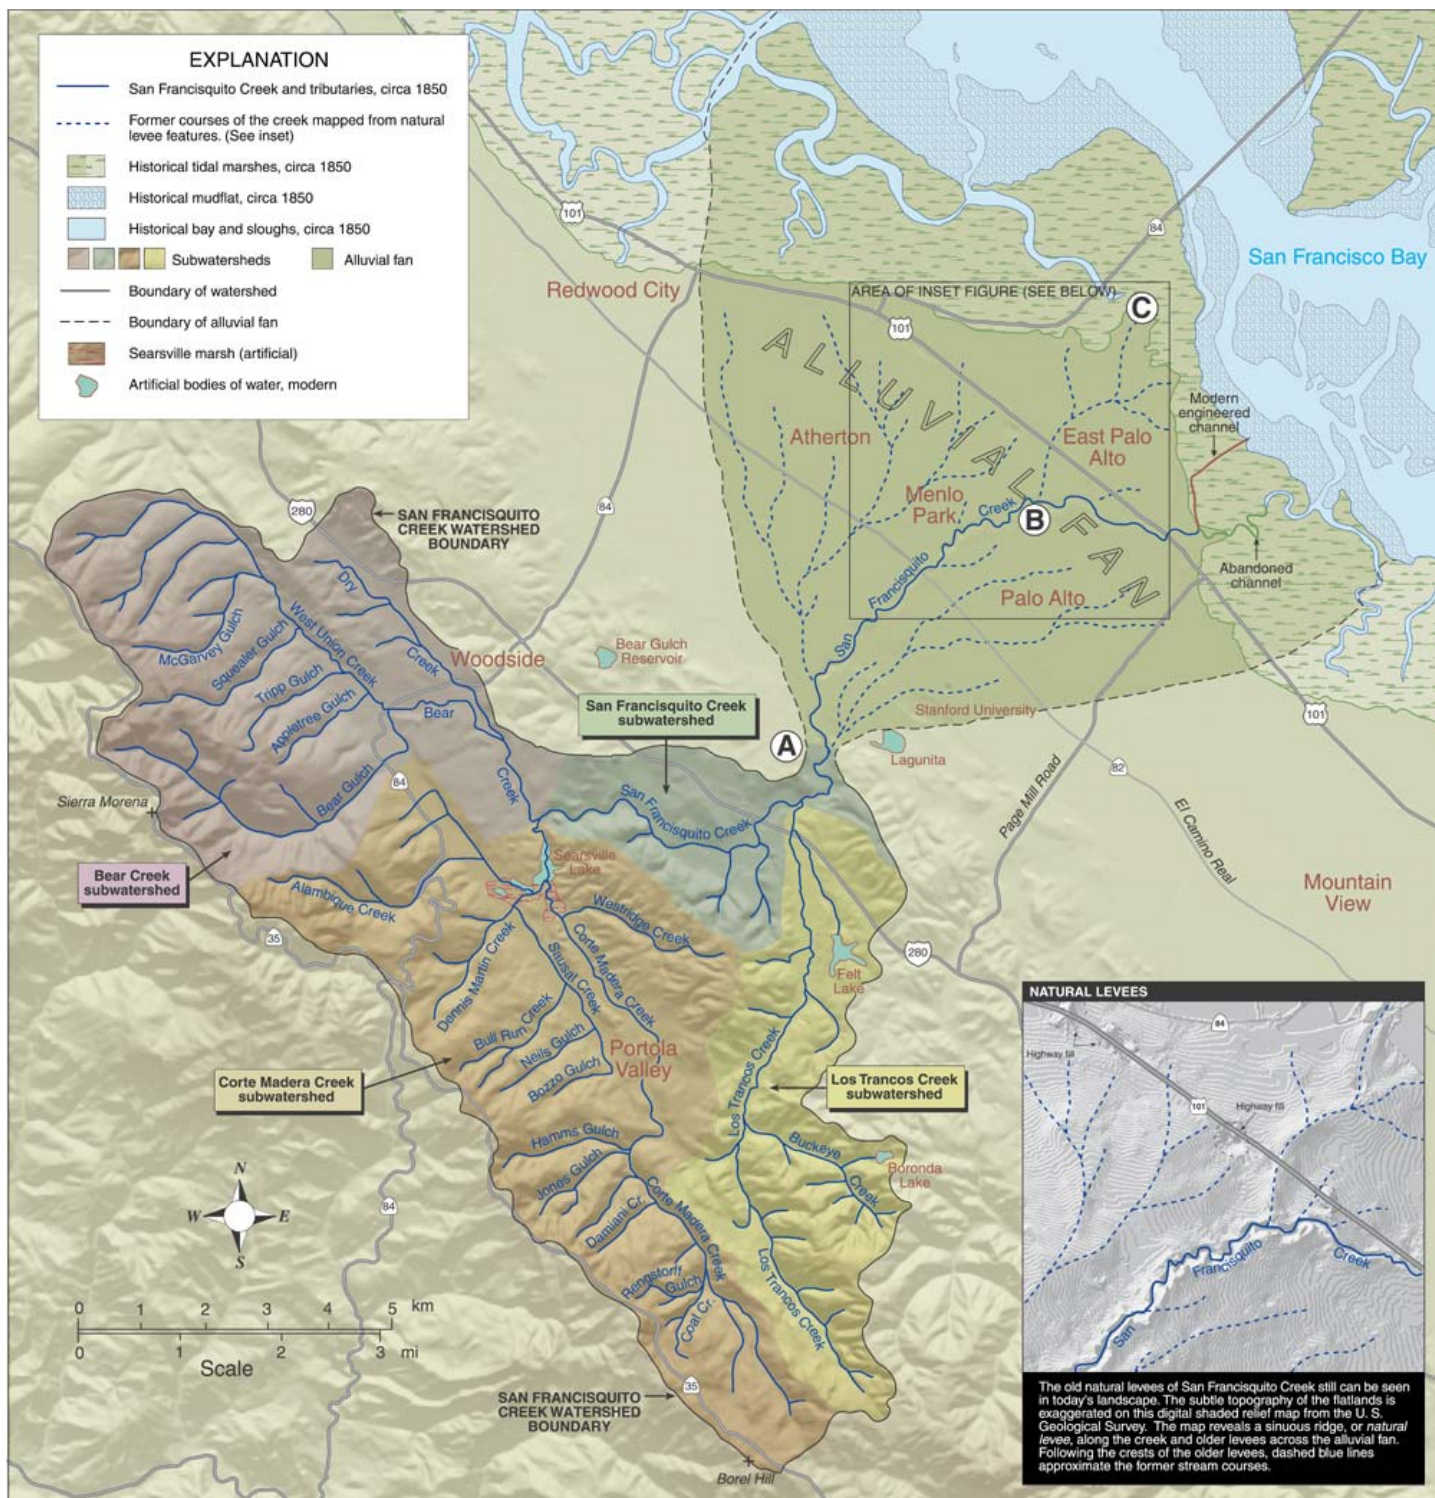 EXPLANATION
San Francisquito Creek and tributaries, circa 1850
Former courses of the creek mapped from natural
levee features. (See inset)
Historical tidal marshes, circa 1850
Historical mudflat, circa 1850
Historical bay and sloughs, circa 1850
Subwatersheds
Alluvial fan
Boundary of watershed
Boundary of alluvial fan
Searsville marsh (artificial)
Artificial bodies of water, modern
101
84
San Francisco Bay
Redwood City
AREA OF INSET FIGURE (SEE BELOW)
C
101
ALLUVIAL FAN
Modern
engineered
channel
Atherton
East Palo
Alto
Menlo
Park
280
84
SAN FRANCISQUITO
CREEK WATERSHED
BOUNDARY
San Francisquito Creek
B
Abandoned
channel
Palo Alto
Dry Creek
West Union Creek
McGarvey Gulch
Squealer Gulch
Tripp Gulch
Appletree Gulch
Woodside
Bear Gulch
Reservoir
San Francisquito Creek
subwatershed
Stanford University
101
Bear Creek
A
Lagunita
82
Page Mill Road
El Camino Real
84
Bear Gulch
Sierra Morena
San Francisquito Creek
Bear Creek
subwatershed
Searsville
Lake
Mountain
View
Alambique Creek
Westridge Creek
35
280
Dennis Martin Creek
Sausal Creek
Corte Madera Creek
Felt
Lake
NATURAL LEVEES
84
Highway fill
101
Highway fill
San Francisquito Creek
Bull Run Creek
Neils Gulch
Bozzo Gulch
Portola
Valley
Corte Madera Creek
subwatershed
Los Trancos Creek
Los Trancos Creek
subwatershed
Hamms Gulch
Buckeye Creek
Boronda
Lake
Jones Gulch
Damiani Cr.
Corte Madera Creek
84
N
W E
S
Rengstorff
Gulch
Los Trancos Creek
Coal Cr.
0 1 2 3 4 5 km
0 1 2 3 mi
Scale
35
SAN FRANCISQUITO
CREEK WATERSHED
BOUNDARY
Borel Hill
The old natural levees of San Francisquito Creek still can be seen
in today's landscape. The subtle topography of the flatlands is
exaggerated on this digital shaded relief map from the U. S.
Geological Survey. The map reveals a sinuous ridge, or natural
levee, along the creek and older levees across the alluvial fan.
Following the crests of the older levees, dashed blue lines
approximate the former stream courses.